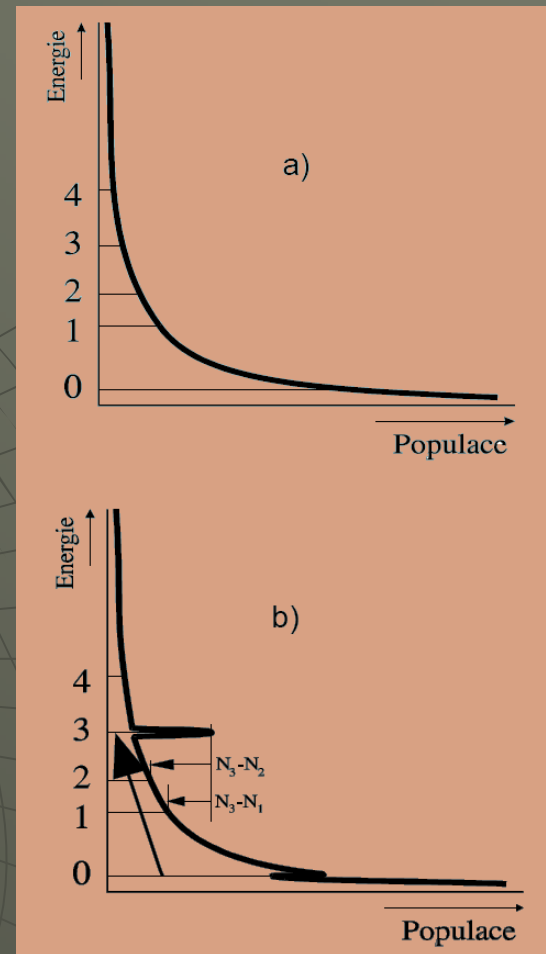 Energie
a)
4
3
2
1
0
Populace
Energie
b)
4
3
N₃-N₂
2
N₃-N₁
1
0
Populace